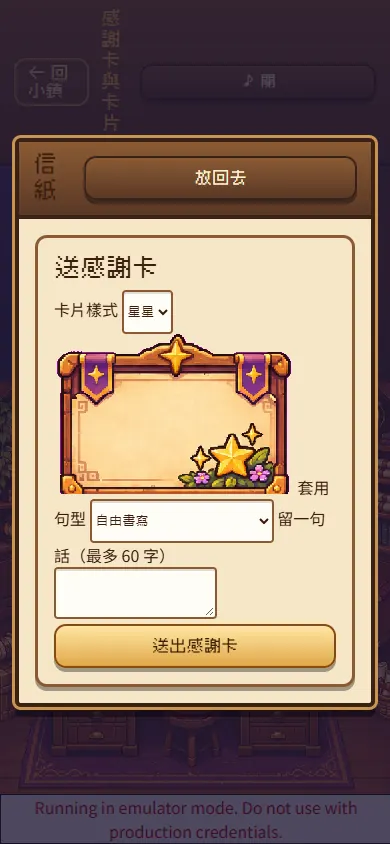 ← 回
小鎮
感謝卡與卡片
♪ 開
信紙
放回去
送感謝卡
卡片樣式 星星
套用
句型 自由書寫 留一句
話（最多 60 字）
送出感謝卡
Running in emulator mode. Do not use with
production credentials.